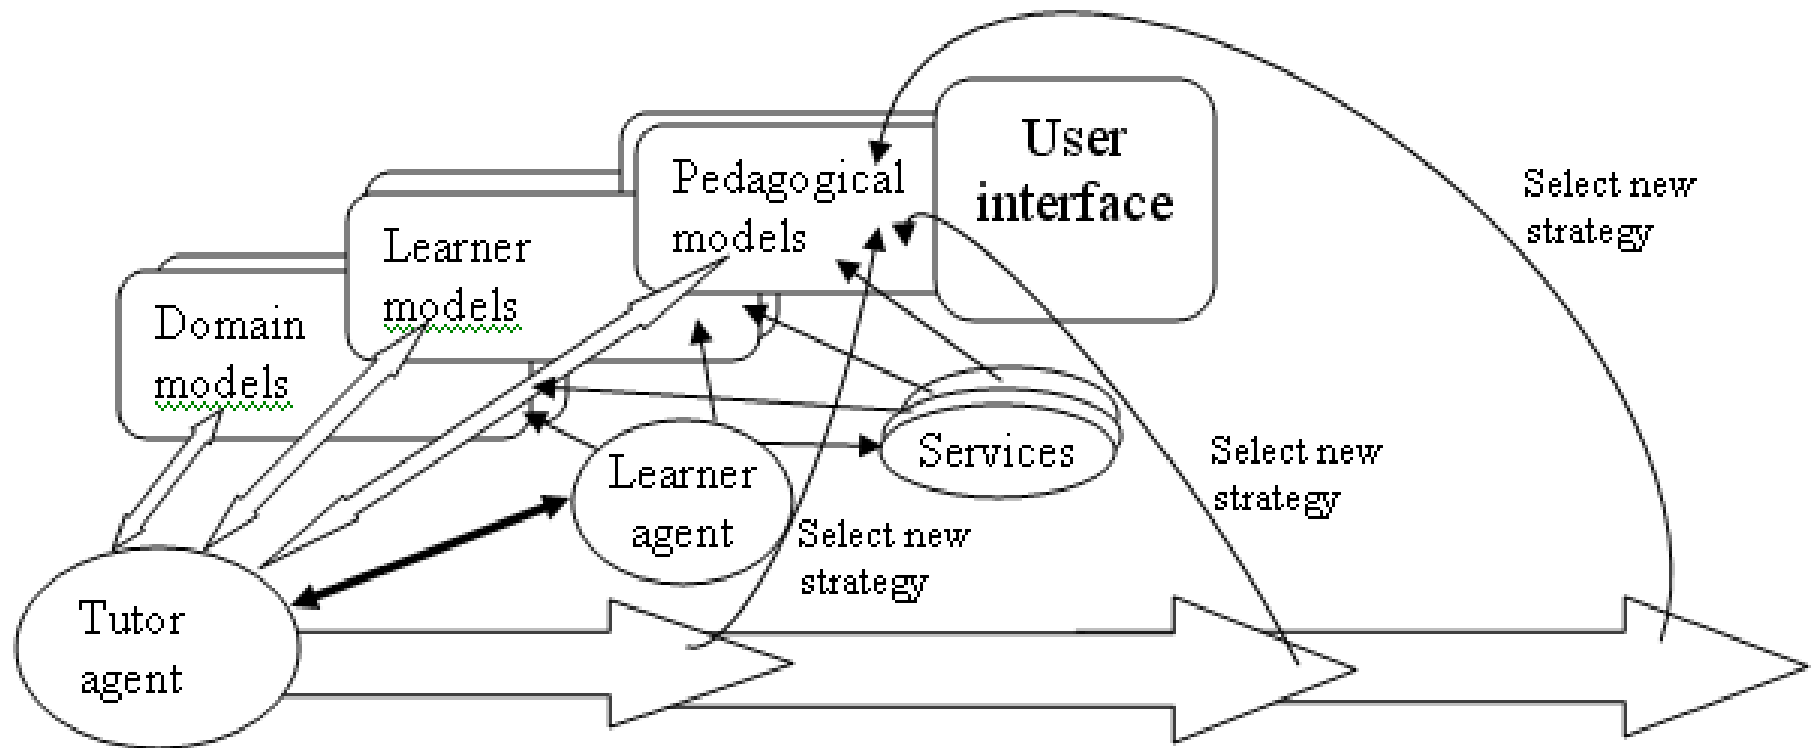 User
interface
Pedagogical
models
Select new
strategy
Learner
models
Domain
models
Services
Select new
strategy
Learner
agent
Select new
strategy
Tutor
agent